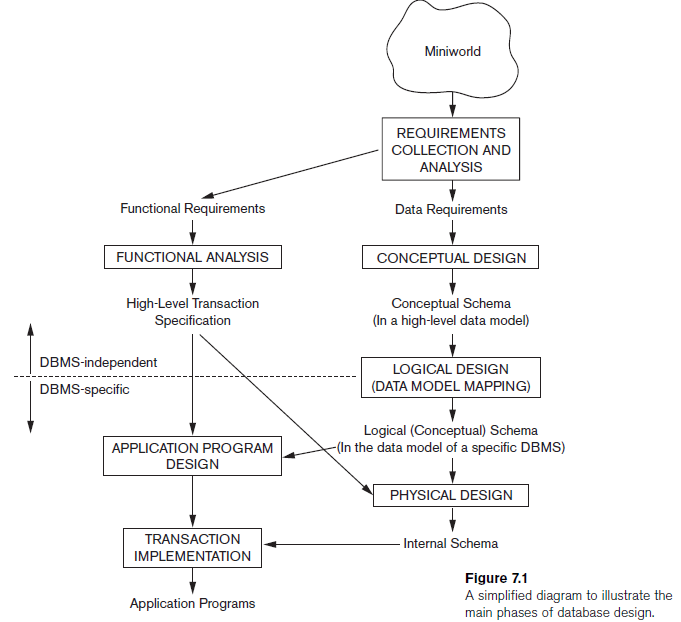 Miniworld
REQUIREMENTS
COLLECTION AND
ANALYSIS
Functional Requirements
Data Requirements
FUNCTIONAL ANALYSIS
CONCEPTUAL DESIGN
High-Level Transaction
Specification
Conceptual Schema
(In a high-level data model)
DBMS-independent
DBMS-specific
LOGICAL DESIGN
(DATA MODEL MAPPING)
Logical (Conceptual) Schema
(In the data model of a specific DBMS)
APPLICATION PROGRAM
DESIGN
PHYSICAL DESIGN
TRANSACTION
IMPLEMENTATION
Internal Schema
Application Programs
Figure 7.1
A simplified diagram to illustrate the
main phases of database design.